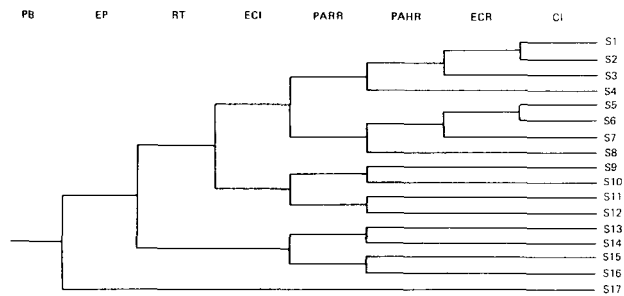 PB EP RT ECI PARR PAHR ECR CI
S1
S2
S3
S4
S5
S6
S7
S8
S9
S10
S11
S12
S13
S14
S15
S16
S17